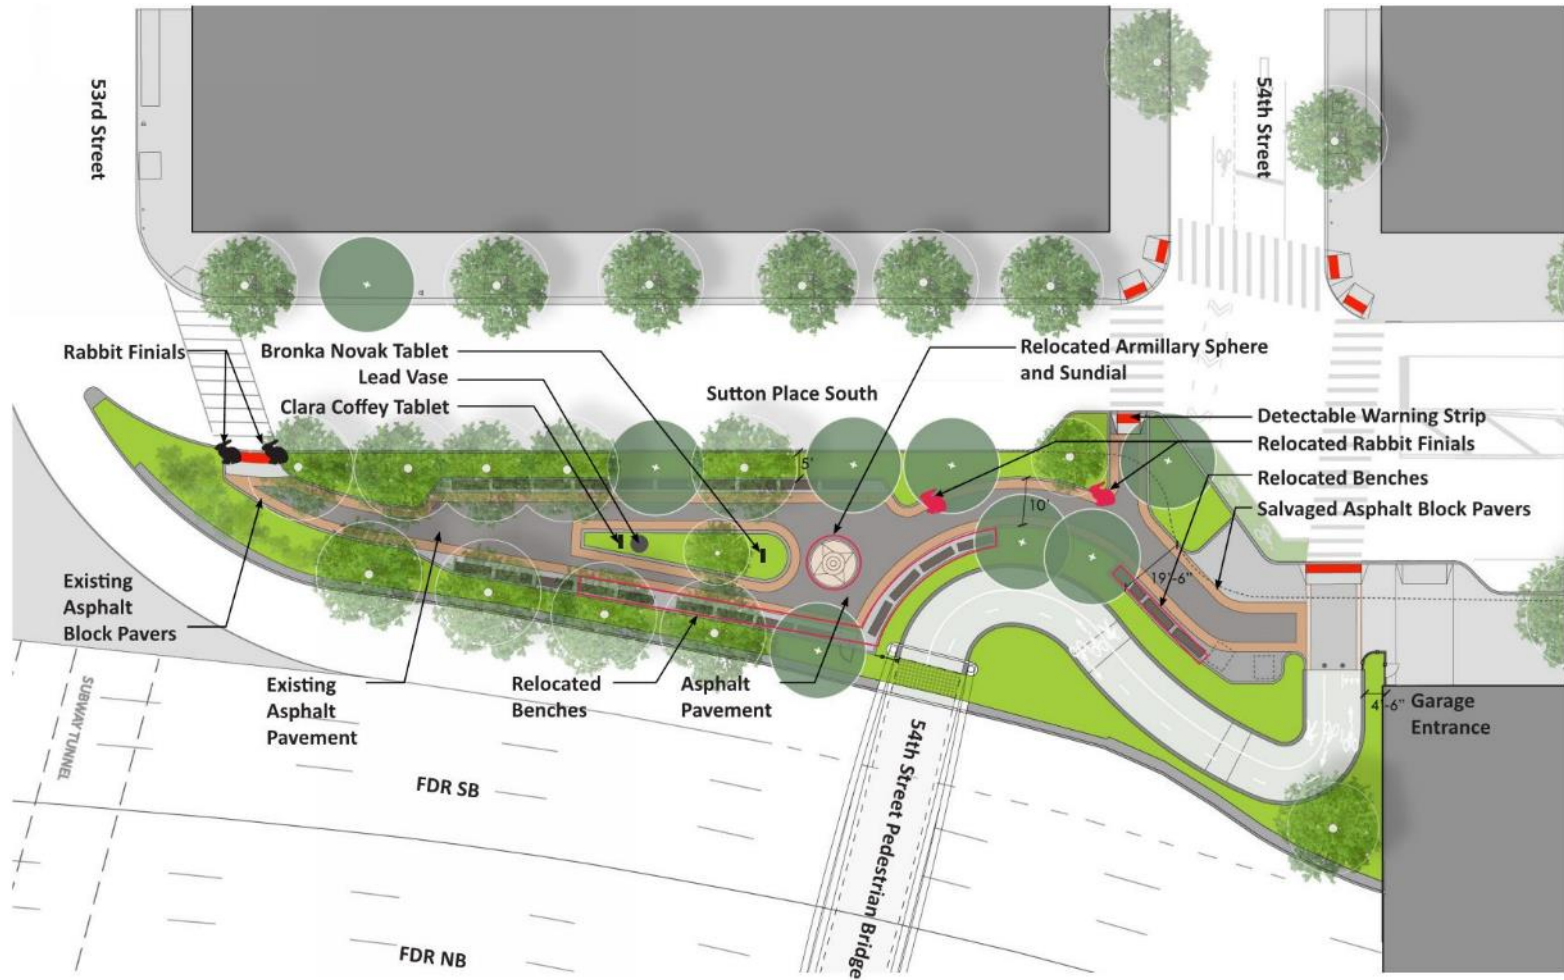 53rd Street
54th Street
Rabbit Finials
Bronka Novak Tablet
Lead Vase
Clara Coffey Tablet
Sutton Place South
Relocated Armillary Sphere
and Sundial
Detectable Warning Strip
Relocated Rabbit Finials
Relocated Benches
Salvaged Asphalt Block Pavers
5'
10'
19'-6"
Existing
Asphalt
Block Pavers
Existing
Asphalt
Pavement
Relocated
Benches
Asphalt
Pavement
4'-6"
Garage
Entrance
SUBWAY TUNNEL
54th Street Pedestrian Bridge
FDR SB
FDR NB